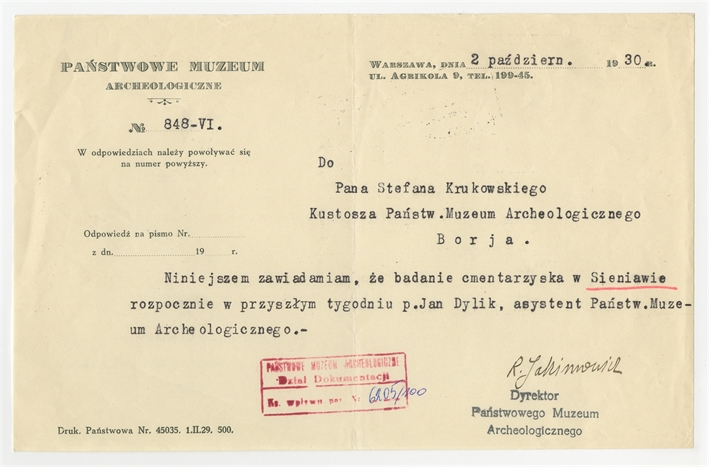 PAŃSTWOWE MUZEUM
ARCHEOLOGICZNE
№ 848-VI.
W odpowiedziach należy powoływać się
na numer powyższy.
WARSZAWA, DNIA 2 październ. 1930.R.
UL. AGRIKOLA 9, TEL. 199-45.
Do
Pana Stefana Krukowskiego
Kustosza Państw.Muzeum Archeologicznego
Borja.
Odpowiedź na pismo Nr.
z dn. 19 r.
Niniejszem zawiadamiam, że badanie cmentarzyska w Sieniawie
rozpocznie w przyszłym tygodniu p.Jan Dylik, asystent Państw.Muze-
um Archeologicznego.-
PAŃSTWOWE MUZEUM ARCHEOLOGICZNE
Dział Dokumentacji
Ks. wpływu poz. Nr
R. Jakimowicz
Dyrektor
Państwowego Muzeum
Archeologicznego
Druk. Państwowa Nr. 45035. 1.II.29. 500.